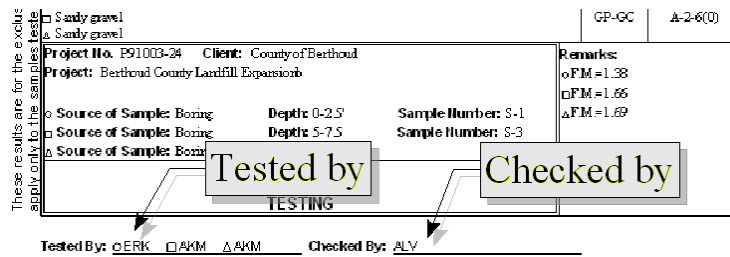 □ Sandy gravel GP-GC A-2-6(0)
△ Sandy gravel
These results are for the exclus
apply only to the samples teste
Project No. P91003-24 Client: County of Berthoud
Project: Berthoud County Landfill Expansionb
Remarks:
○F.M.=1.38
□F.M.=1.66
△F.M.=1.69
○ Source of Sample: Boring Depth: 0-2.5' Sample Number: S-1
□ Source of Sample: Boring Depth: 5-7.5 Sample Number: S-3
△ Source of Sample: Borin
Tested by
Checked by
TESTING
Tested By: ○ERK □AKM △AKM Checked By: ALV